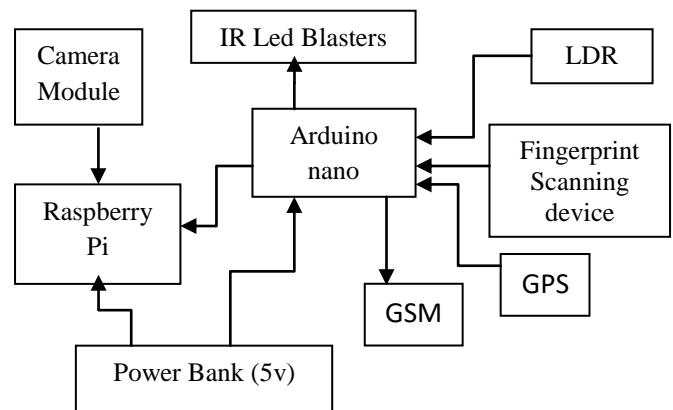 IR Led Blasters
Camera
Module
LDR
Arduino
nano
Fingerprint
Scanning
device
Raspberry
Pi
GPS
GSM
Power Bank (5v)